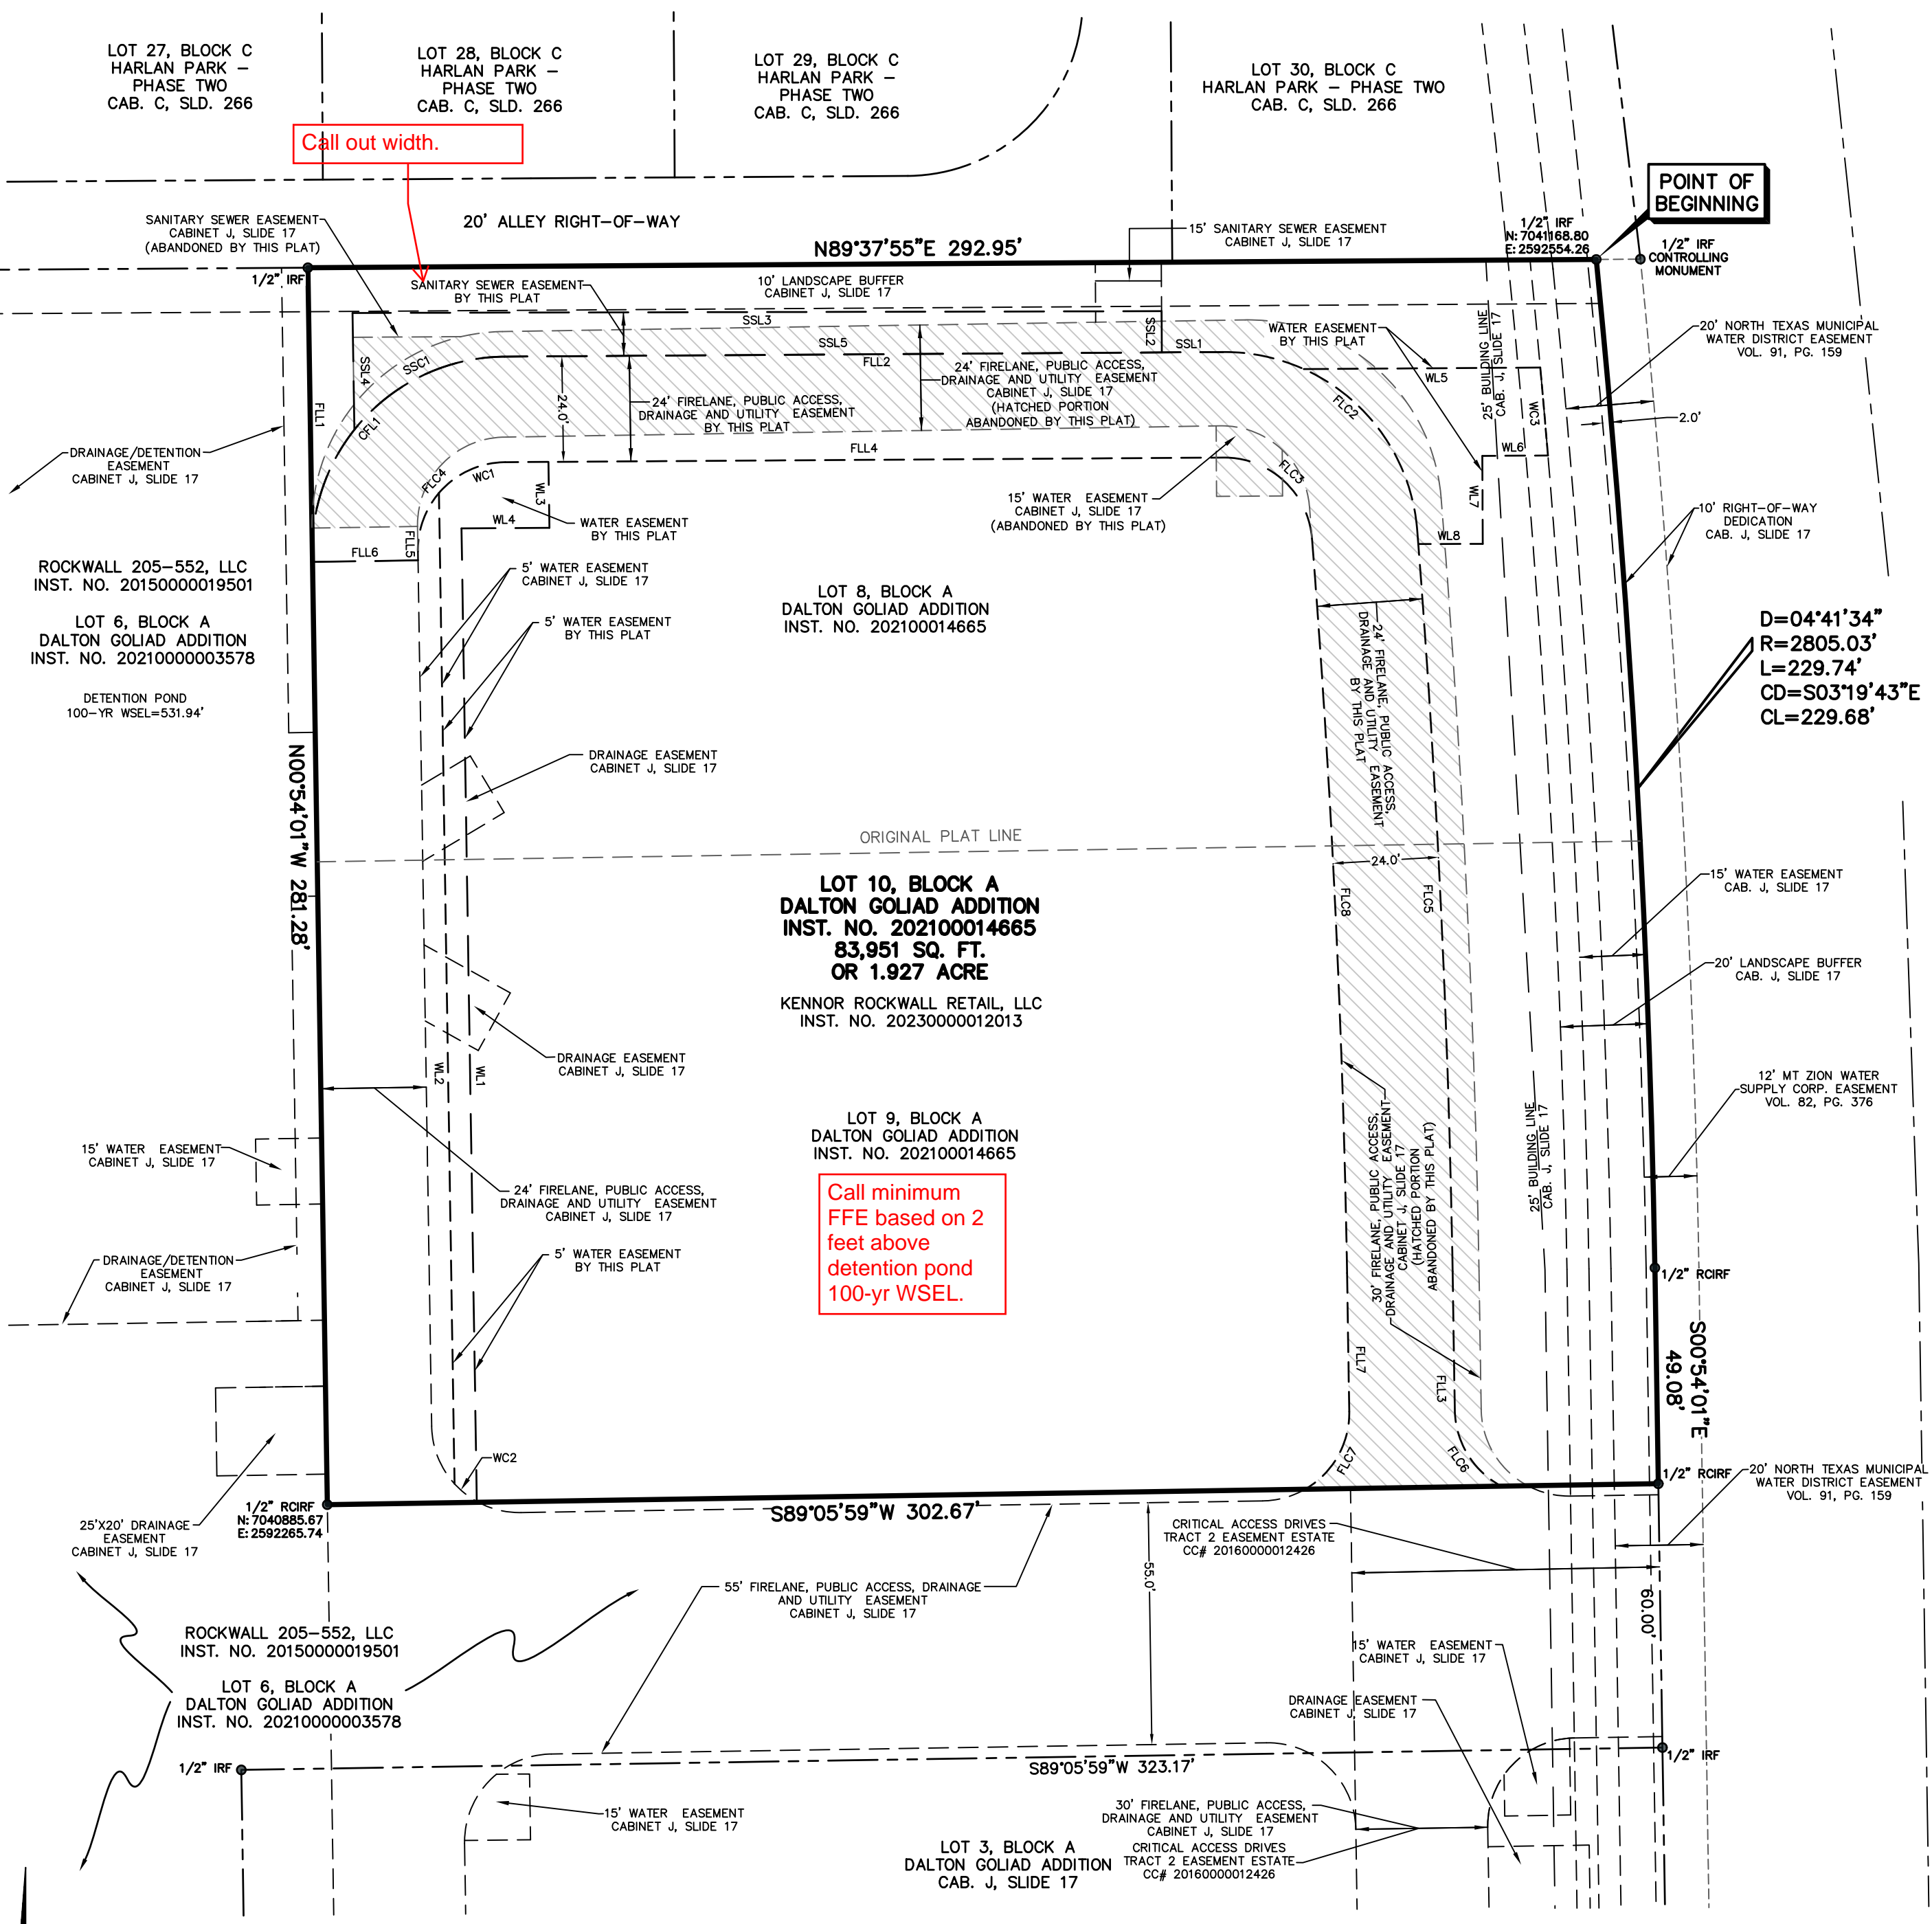 LOT 27, BLOCK C
HARLAN PARK –
PHASE TWO
CAB. C, SLD. 266
LOT 28, BLOCK C
HARLAN PARK –
PHASE TWO
CAB. C, SLD. 266
LOT 29, BLOCK C
HARLAN PARK –
PHASE TWO
CAB. C, SLD. 266
LOT 30, BLOCK C
HARLAN PARK – PHASE TWO
CAB. C, SLD. 266
Call out width.
POINT OF
BEGINNING
SANITARY SEWER EASEMENT
CABINET J, SLIDE 17
(ABANDONED BY THIS PLAT)
20' ALLEY RIGHT–OF–WAY
N89°37'55"E 292.95'
15' SANITARY SEWER EASEMENT
CABINET J, SLIDE 17
1/2" IRF
N: 7041168.80
E: 2592554.26
1/2" IRF
CONTROLLING
MONUMENT
1/2" IRF
SANITARY SEWER EASEMENT
BY THIS PLAT
10' LANDSCAPE BUFFER
CABINET J, SLIDE 17
SSL3
SSL5
SSL2
SSL1
SSL4
SSC1
FLL2
FLL1
CFL1
WATER EASEMENT
BY THIS PLAT
25' BUILDING LINE
CAB. J, SLIDE 17
20' NORTH TEXAS MUNICIPAL
WATER DISTRICT EASEMENT
VOL. 91, PG. 159
24.0'
24' FIRELANE, PUBLIC ACCESS,
DRAINAGE AND UTILITY EASEMENT
BY THIS PLAT
24' FIRELANE, PUBLIC ACCESS,
DRAINAGE AND UTILITY EASEMENT
CABINET J, SLIDE 17
(HATCHED PORTION
ABANDONED BY THIS PLAT)
FLC2
WL5
WC3
2.0'
WL6
WL7
WL8
FLL4
FLC3
FLC4
WC1
WL3
WL4
FLL5
FLL6
DRAINAGE/DETENTION
EASEMENT
CABINET J, SLIDE 17
WATER EASEMENT
BY THIS PLAT
15' WATER EASEMENT
CABINET J, SLIDE 17
(ABANDONED BY THIS PLAT)
10' RIGHT–OF–WAY
DEDICATION
CAB. J, SLIDE 17
ROCKWALL 205–552, LLC
INST. NO. 20150000019501
LOT 6, BLOCK A
DALTON GOLIAD ADDITION
INST. NO. 20210000003578
DETENTION POND
100–YR WSEL=531.94'
5' WATER EASEMENT
CABINET J, SLIDE 17
5' WATER EASEMENT
BY THIS PLAT
LOT 8, BLOCK A
DALTON GOLIAD ADDITION
INST. NO. 202100014665
24' FIRELANE, PUBLIC ACCESS,
DRAINAGE AND UTILITY EASEMENT
BY THIS PLAT
D=04°41'34"
R=2805.03'
L=229.74'
CD=S03°19'43"E
CL=229.68'
N00°54'01"W 281.28'
DRAINAGE EASEMENT
CABINET J, SLIDE 17
ORIGINAL PLAT LINE
24.0'
LOT 10, BLOCK A
DALTON GOLIAD ADDITION
INST. NO. 202100014665
83,951 SQ. FT.
OR 1.927 ACRE
KENNOR ROCKWALL RETAIL, LLC
INST. NO. 20230000012013
FLC8
FLC5
15' WATER EASEMENT
CAB. J, SLIDE 17
20' LANDSCAPE BUFFER
CAB. J, SLIDE 17
DRAINAGE EASEMENT
CABINET J, SLIDE 17
WL2
WL1
12' MT ZION WATER
SUPPLY CORP. EASEMENT
VOL. 82, PG. 376
LOT 9, BLOCK A
DALTON GOLIAD ADDITION
INST. NO. 202100014665
30' FIRELANE, PUBLIC ACCESS,
DRAINAGE AND UTILITY EASEMENT
CABINET J, SLIDE 17
(HATCHED PORTION
ABANDONED BY THIS PLAT)
25' BUILDING LINE
CAB. J, SLIDE 17
15' WATER EASEMENT
CABINET J, SLIDE 17
24' FIRELANE, PUBLIC ACCESS,
DRAINAGE AND UTILITY EASEMENT
CABINET J, SLIDE 17
Call minimum
FFE based on 2
feet above
detention pond
100-yr WSEL.
DRAINAGE/DETENTION
EASEMENT
CABINET J, SLIDE 17
5' WATER EASEMENT
BY THIS PLAT
1/2" RCIRF
S00°54'01"E
49.08'
FLL7
FLL3
FLC7
FLC6
WC2
1/2" RCIRF
20' NORTH TEXAS MUNICIPAL
WATER DISTRICT EASEMENT
VOL. 91, PG. 159
1/2" RCIRF
N: 7040885.67
E: 2592265.74
S89°05'59"W 302.67'
25'X20' DRAINAGE
EASEMENT
CABINET J, SLIDE 17
CRITICAL ACCESS DRIVES
TRACT 2 EASEMENT ESTATE
CC# 20160000012426
55.0'
60.00'
55' FIRELANE, PUBLIC ACCESS, DRAINAGE
AND UTILITY EASEMENT
CABINET J, SLIDE 17
ROCKWALL 205–552, LLC
INST. NO. 20150000019501
LOT 6, BLOCK A
DALTON GOLIAD ADDITION
INST. NO. 20210000003578
15' WATER EASEMENT
CABINET J, SLIDE 17
DRAINAGE EASEMENT
CABINET J, SLIDE 17
1/2" IRF
S89°05'59"W 323.17'
1/2" IRF
15' WATER EASEMENT
CABINET J, SLIDE 17
30' FIRELANE, PUBLIC ACCESS,
DRAINAGE AND UTILITY EASEMENT
CABINET J, SLIDE 17
CRITICAL ACCESS DRIVES
TRACT 2 EASEMENT ESTATE
CC# 20160000012426
LOT 3, BLOCK A
DALTON GOLIAD ADDITION
CAB. J, SLIDE 17